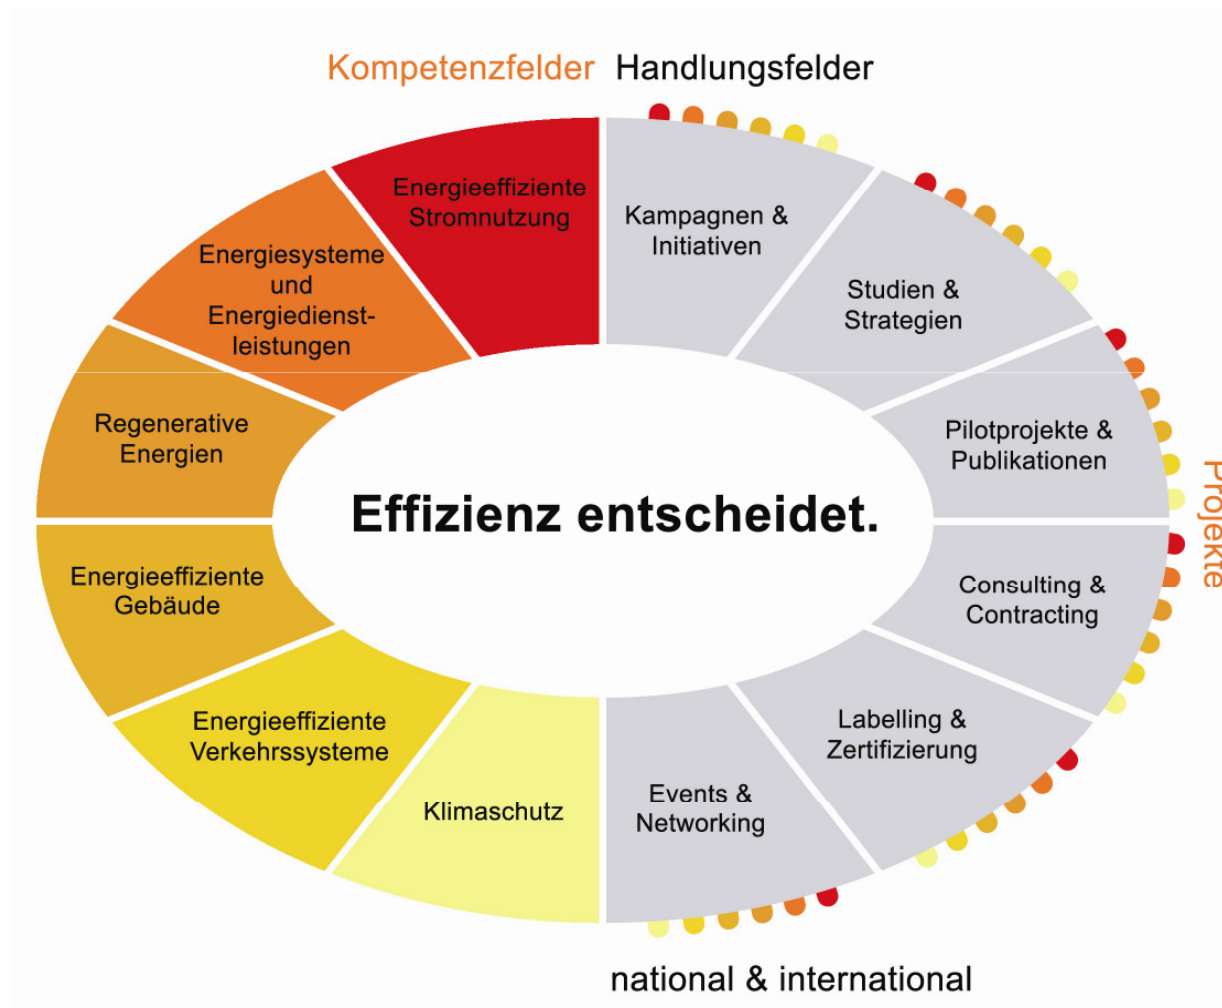 Kompetenzfelder Handlungsfelder
Energieeffiziente
Stromnutzung
Energiesysteme
und
Energiedienst-
leistungen
Regenerative
Energien
Energieeffiziente
Gebäude
Energieeffiziente
Verkehrssysteme
Klimaschutz
Effizienz entscheidet.
Kampagnen &
Initiativen
Studien &
Strategien
Pilotprojekte &
Publikationen
Consulting &
Contracting
Labelling &
Zertifizierung
Events &
Networking
Projekte
national & international